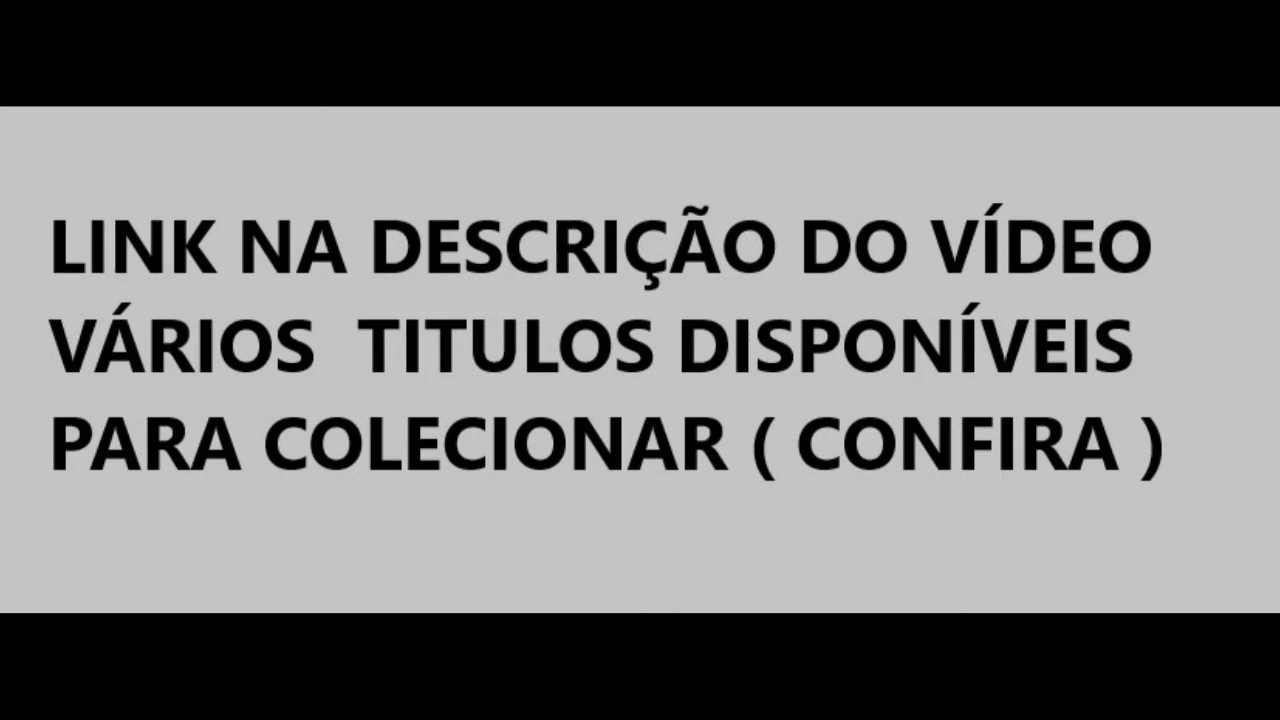 LINK NA DESCRIÇÃO DO VÍDEO
VÁRIOS  TITULOS DISPONÍVEIS
PARA COLECIONAR ( CONFIRA )